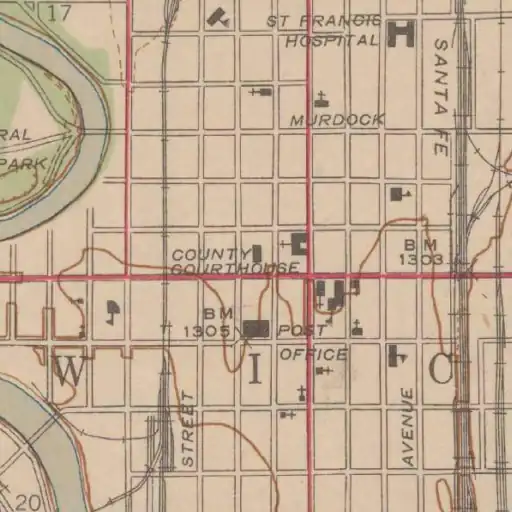 17
ST FRANCIS
HOSPITAL
SANTA FE
MURDOCK
RAL
PARK
COUNTY
COURTHOUSE
BM
1303
BM
1305
POST
OFFICE
W I C
STREET
AVENUE
20